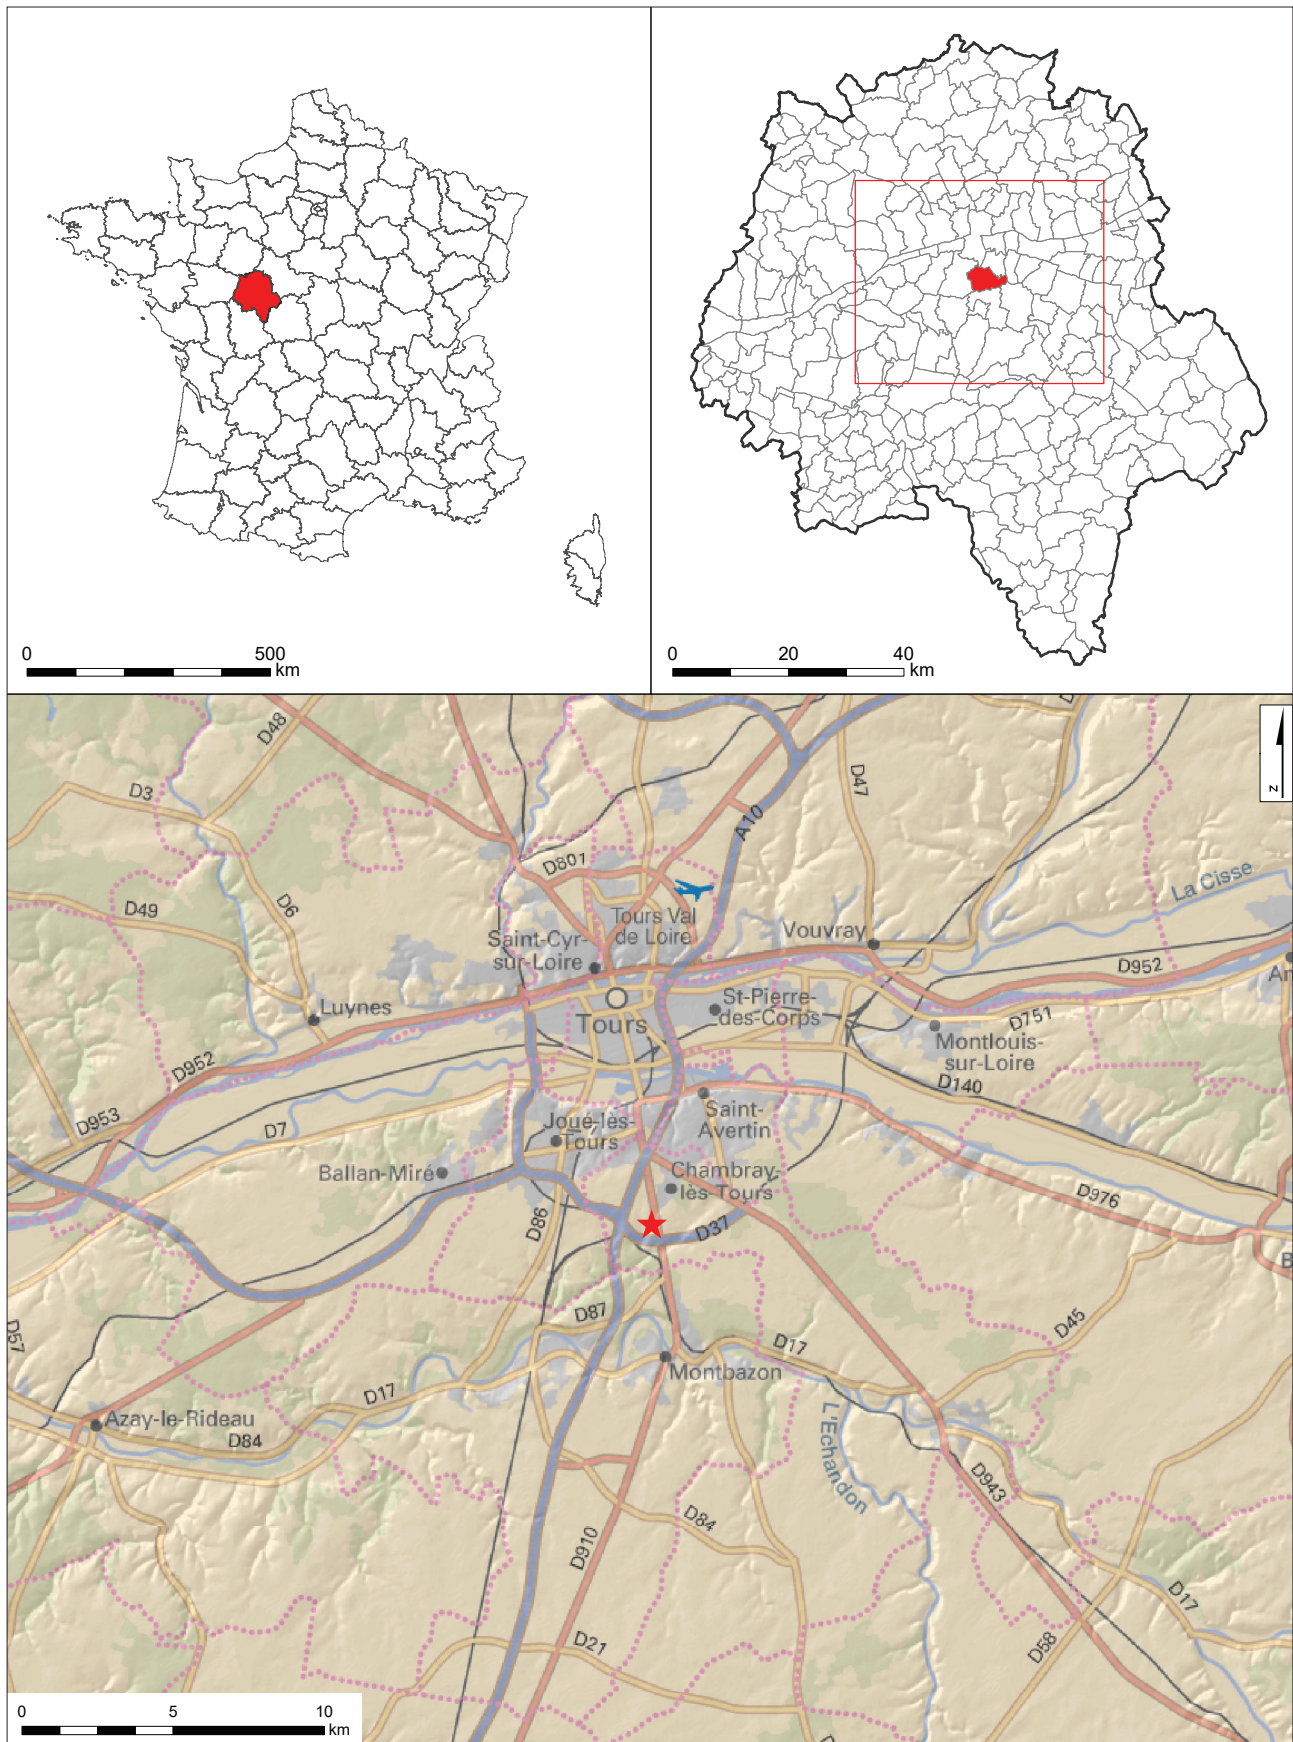 0 500
km
0 20 40
km
D48
D
D47
N
D3
A10
D801
La Cisse
D6
D49
Tours Val
de Loire
Vouvray
Saint-Cyr-
sur-Loire
D952
Am
Luynes
St-Pierre-
des-Corps
Tours
D751
Montlouis-
sur-Loire
D952
D140
D953
D7
Saint-
Avertin
Joué-lès-
Tours
Ballan-Miré
Chambray-
lès-Tours
D976
D86
D37
B
D87
D57
D45
D17
Montbazon
D17
Azay-le-Rideau
D84
L'Echandon
D943
D84
D910
D17
D21
D58
D
0 5 10
km